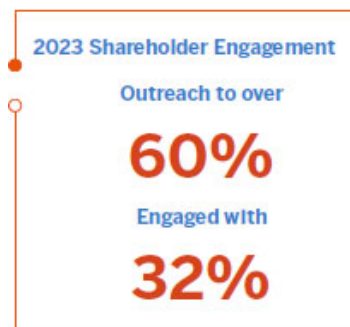 2023 Shareholder Engagement
Outreach to over
60%
Engaged with
32%